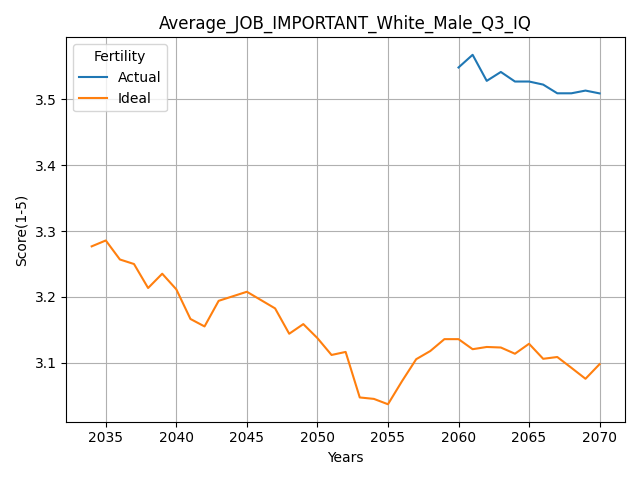 Average_JOB_IMPORTANT_White_Male_Q3_IQ
Fertility
Actual
Ideal
Score(1-5)
3.5
3.4
3.3
3.2
3.1
2035 2040 2045 2050 2055 2060 2065 2070
Years